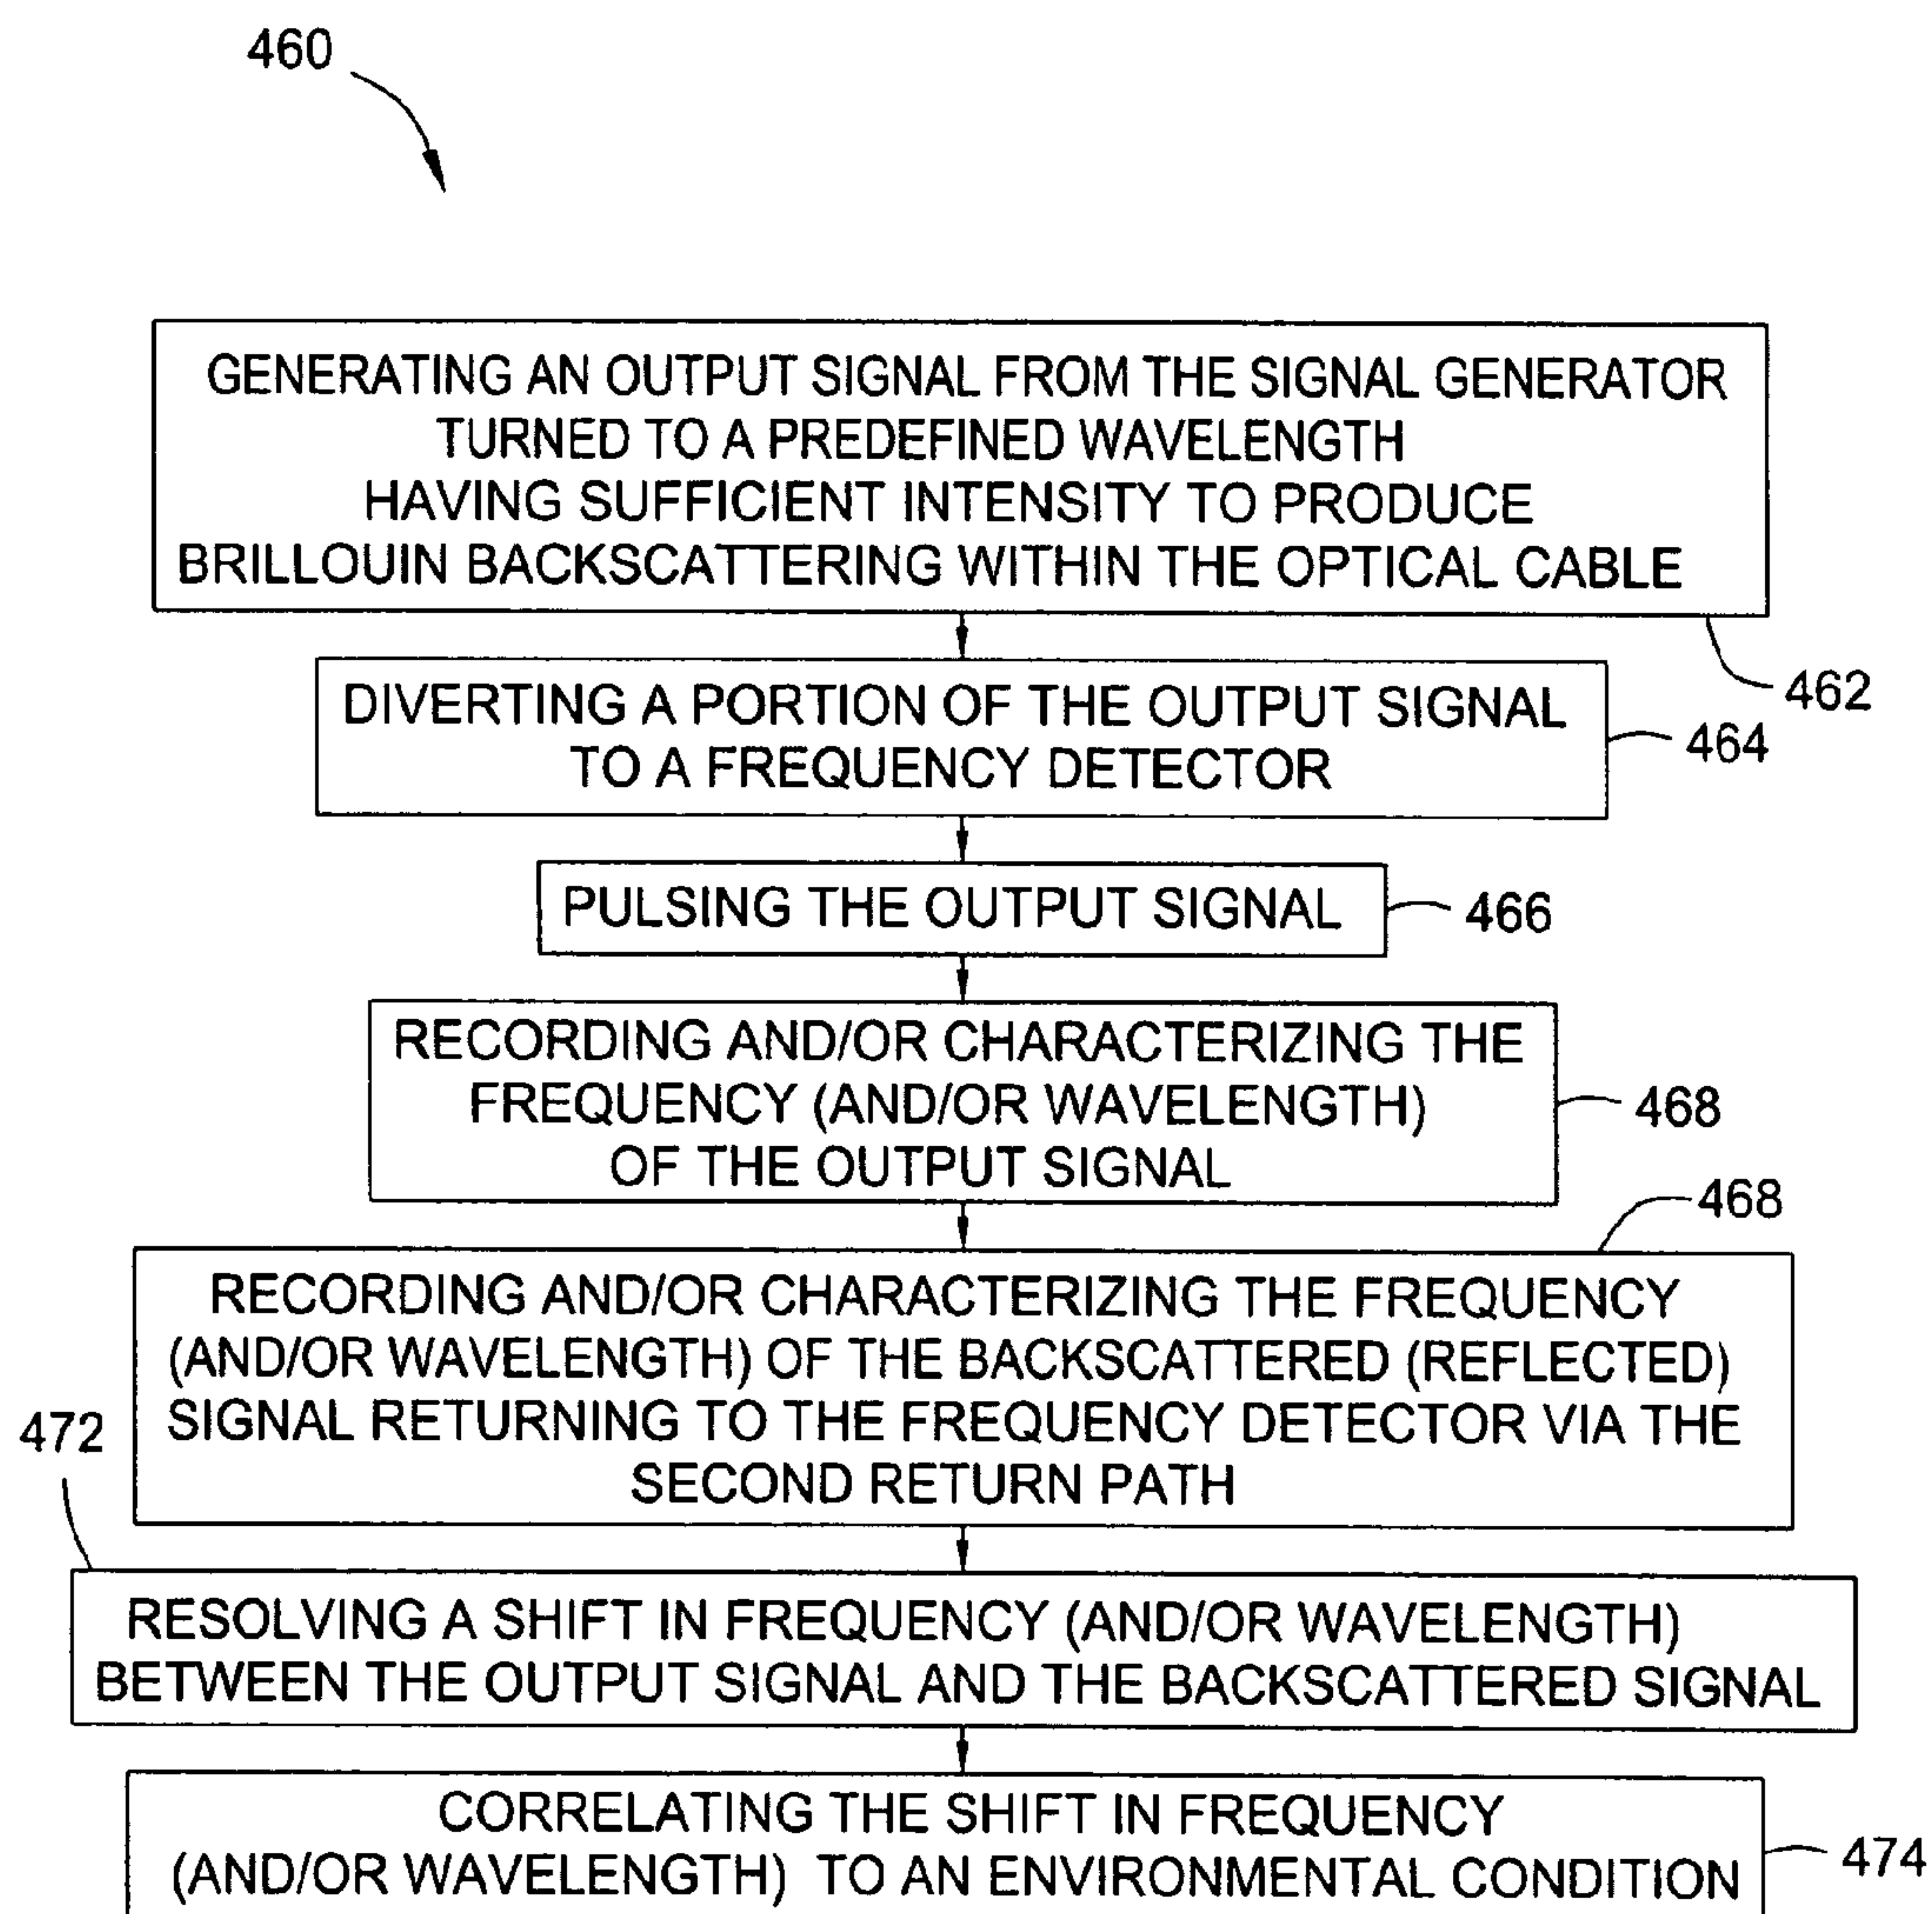 460
GENERATING AN OUTPUT SIGNAL FROM THE SIGNAL GENERATOR
TURNED TO A PREDEFINED WAVELENGTH
HAVING SUFFICIENT INTENSITY TO PRODUCE
BRILLOUIN BACKSCATTERING WITHIN THE OPTICAL CABLE
462
DIVERTING A PORTION OF THE OUTPUT SIGNAL
TO A FREQUENCY DETECTOR
464
PULSING THE OUTPUT SIGNAL
466
RECORDING AND/OR CHARACTERIZING THE
FREQUENCY (AND/OR WAVELENGTH)
OF THE OUTPUT SIGNAL
468
468
RECORDING AND/OR CHARACTERIZING THE FREQUENCY
(AND/OR WAVELENGTH) OF THE BACKSCATTERED (REFLECTED)
SIGNAL RETURNING TO THE FREQUENCY DETECTOR VIA THE
SECOND RETURN PATH
472
RESOLVING A SHIFT IN FREQUENCY (AND/OR WAVELENGTH)
BETWEEN THE OUTPUT SIGNAL AND THE BACKSCATTERED SIGNAL
CORRELATING THE SHIFT IN FREQUENCY
(AND/OR WAVELENGTH) TO AN ENVIRONMENTAL CONDITION
474